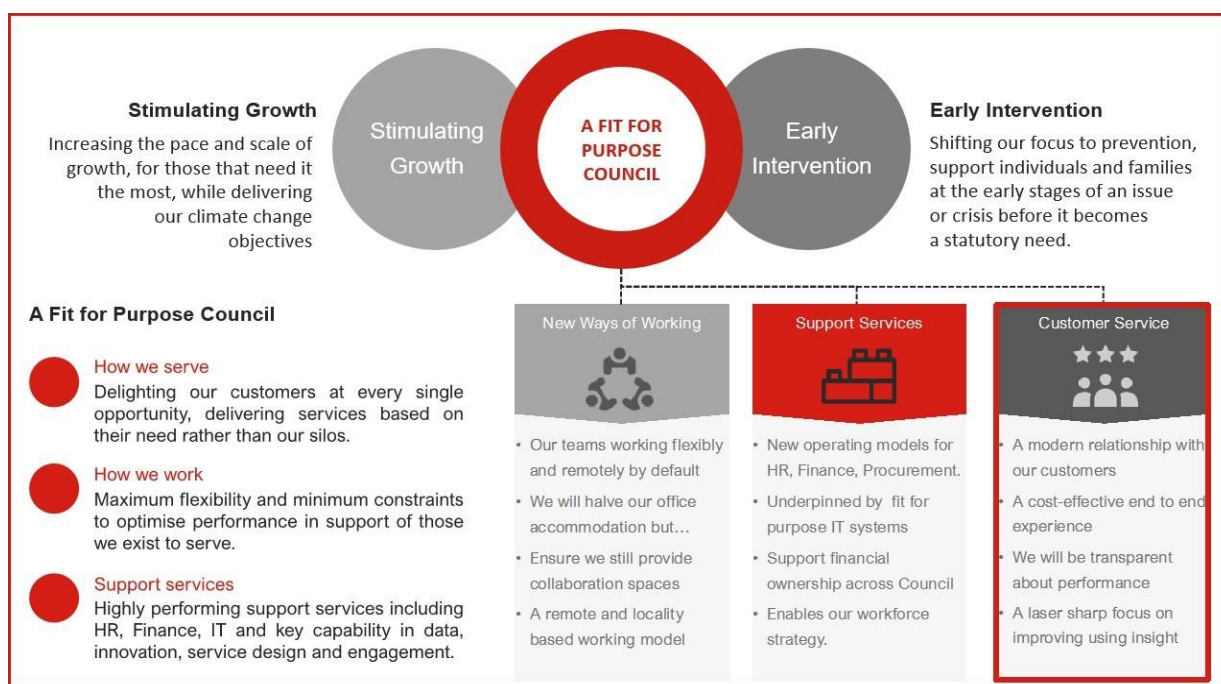 Stimulating Growth
Increasing the pace and scale of
growth, for those that need it
the most, while delivering
our climate change
objectives
Stimulating
Growth
A FIT FOR
PURPOSE
COUNCIL
Early
Intervention
Early Intervention
Shifting our focus to prevention,
support individuals and families
at the early stages of an issue
or crisis before it becomes
a statutory need.
A Fit for Purpose Council
How we serve
Delighting our customers at every single
opportunity, delivering services based on
their need rather than our silos.
How we work
Maximum flexibility and minimum constraints
to optimise performance in support of those
we exist to serve.
Support services
Highly performing support services including
HR, Finance, IT and key capability in data,
innovation, service design and engagement.
New Ways of Working
• Our teams working flexibly
and remotely by default
• We will halve our office
accommodation but...
• Ensure we still provide
collaboration spaces
• A remote and locality
based working model
Support Services
• New operating models for
HR, Finance, Procurement.
• Underpinned by fit for
purpose IT systems
• Support financial
ownership across Council
• Enables our workforce
strategy.
Customer Service
• A modern relationship with
our customers
• A cost-effective end to end
experience
• We will be transparent
about performance
• A laser sharp focus on
improving using insight